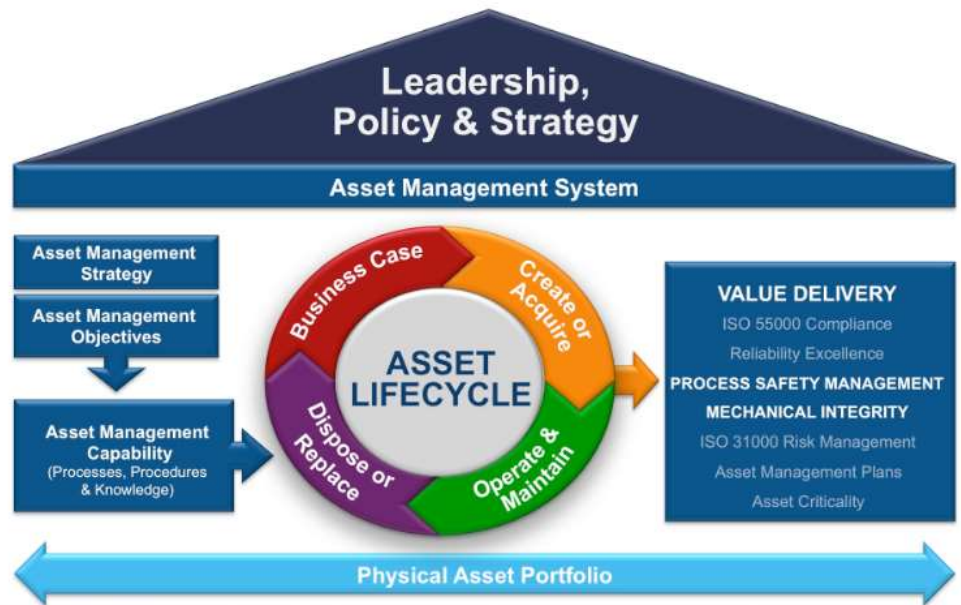 Leadership,
Policy & Strategy
Asset Management System
Asset Management
Strategy
Asset Management
Objectives
Asset Management
Capability
(Processes, Procedures
& Knowledge)
Business Case
Create or
Acquire
Operate &
Maintain
Dispose or
Replace
ASSET
LIFECYCLE
VALUE DELIVERY
ISO 55000 Compliance
Reliability Excellence
PROCESS SAFETY MANAGEMENT
MECHANICAL INTEGRITY
ISO 31000 Risk Management
Asset Management Plans
Asset Criticality
Physical Asset Portfolio